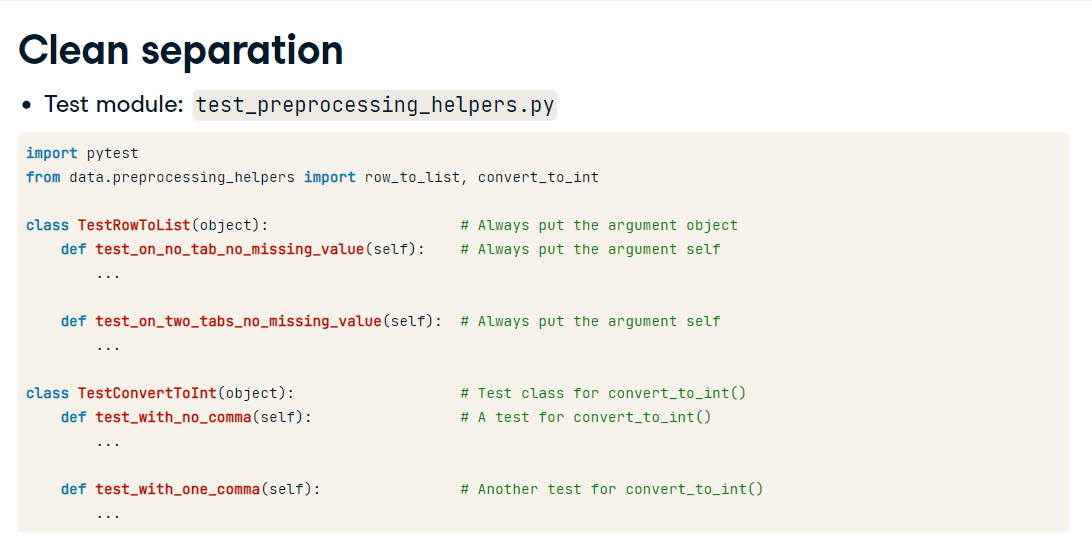 Clean separation
• Test module: test_preprocessing_helpers.py
import pytest
from data.preprocessing_helpers import row_to_list, convert_to_int
class TestRowToList(object): # Always put the argument object
def test_on_no_tab_no_missing_value(self): # Always put the argument self
...
def test_on_two_tabs_no_missing_value(self): # Always put the argument self
...
class TestConvertToInt(object): # Test class for convert_to_int()
def test_with_no_comma(self): # A test for convert_to_int()
...
def test_with_one_comma(self): # Another test for convert_to_int()
...